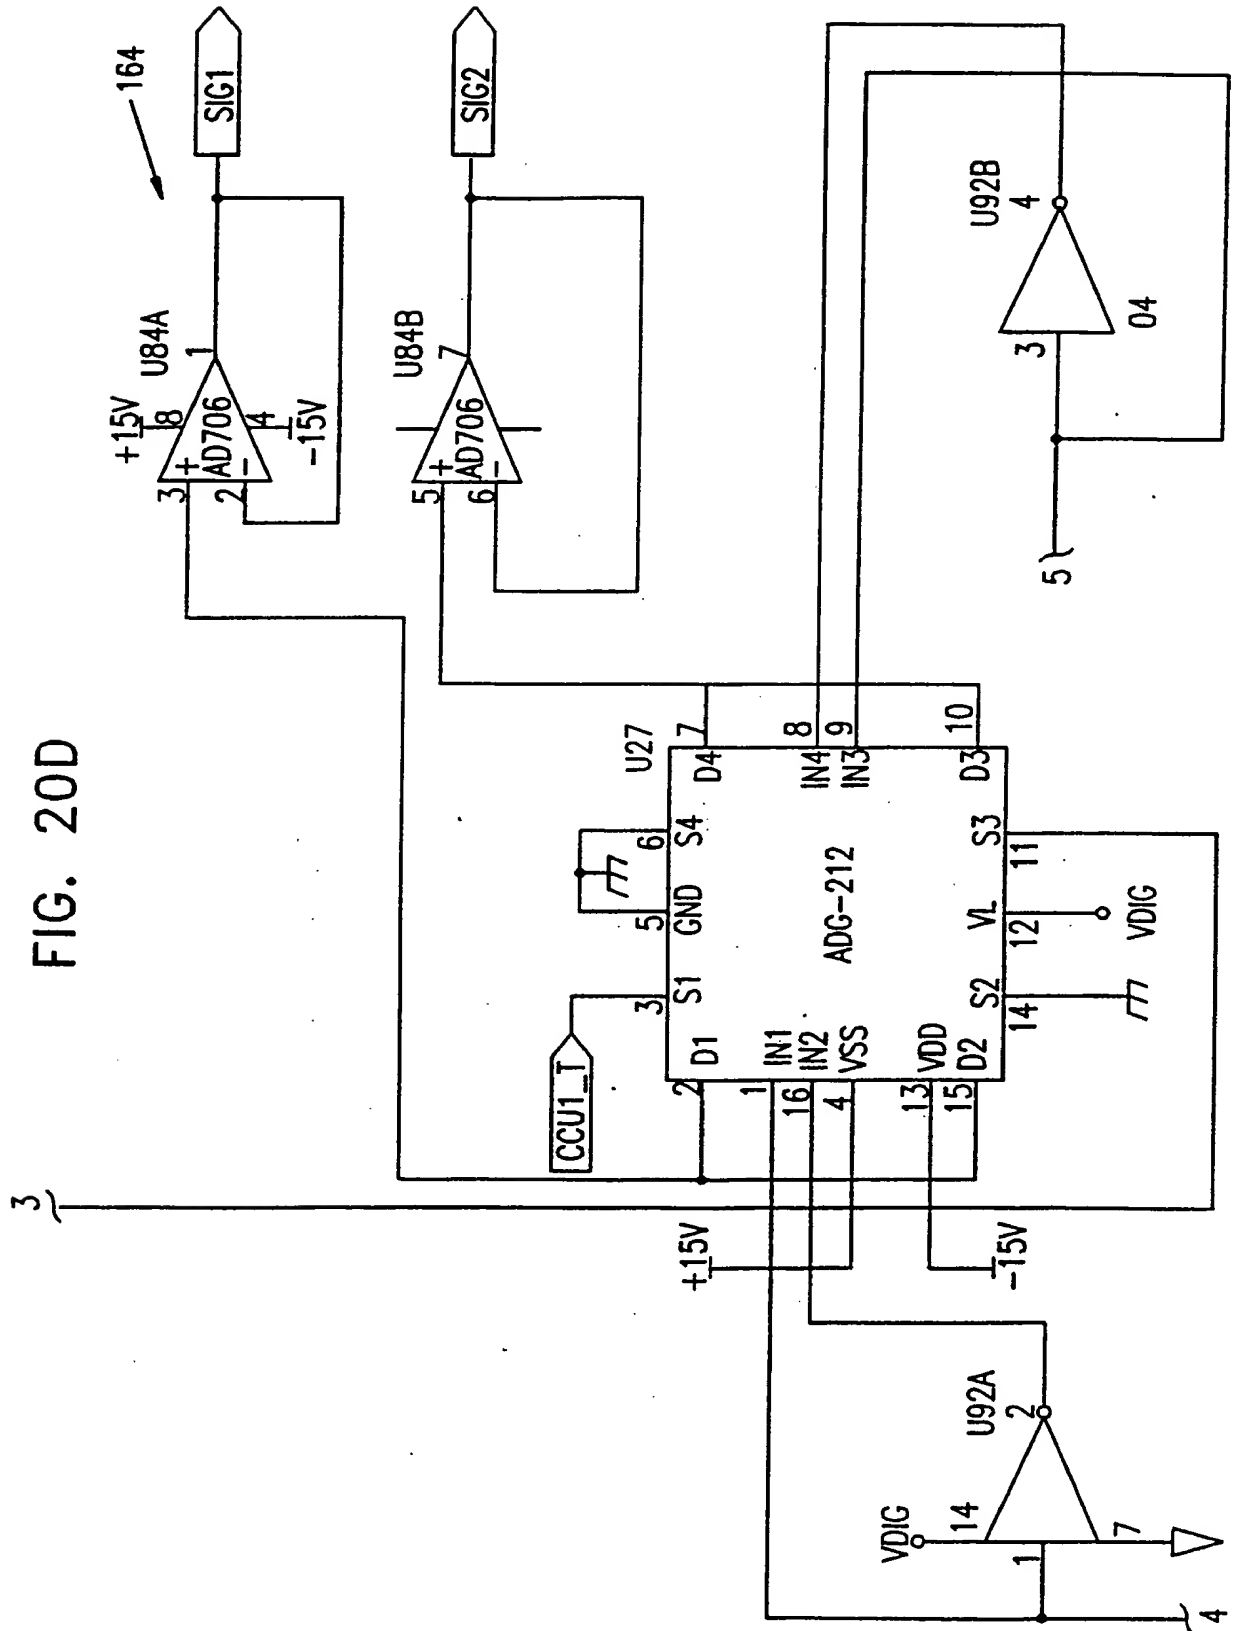 FIG. 20D
164
SIG1
SIG2
U84A
+15V
8
1
3
+
AD706
2
-
4
-15V
U84B
7
5
+
AD706
6
-
U92B
4
3
04
5
3
CCU1_T
U27
ADG-212
3
S1
5
GND
6
S4
7
D4
8
IN4
9
IN3
10
D3
11
S3
12
VL
VDIG
14
S2
2
D1
1
IN1
16
IN2
4
VSS
13
VDD
15
D2
+15V
-15V
U92A
2
VDIG
14
1
7
4